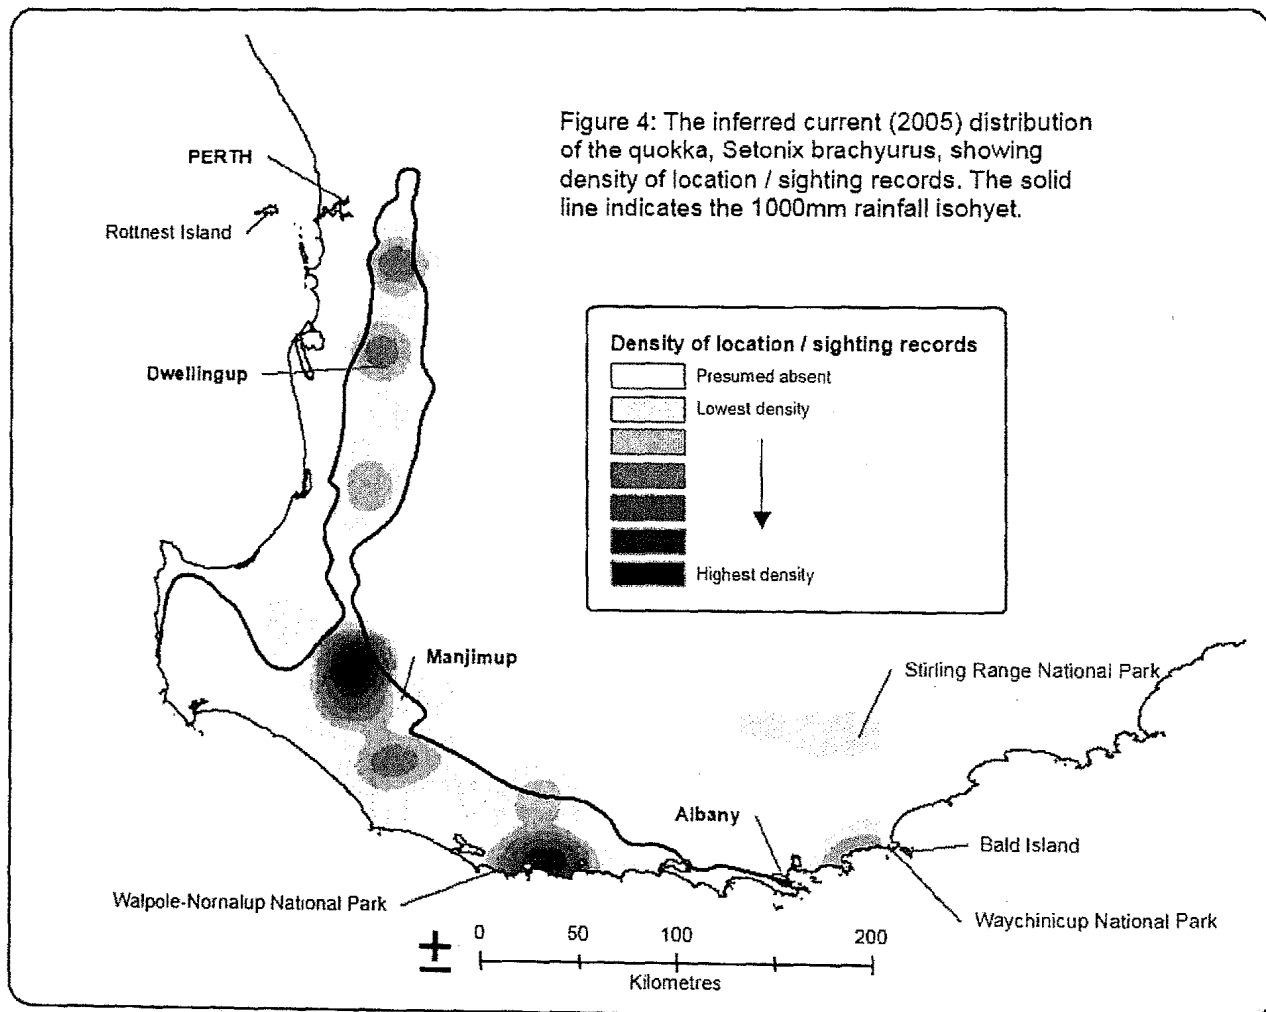 Figure 4: The inferred current (2005) distribution
of the quokka, Setonix brachyurus, showing
density of location / sighting records. The solid
line indicates the 1000mm rainfall isohyet.
PERTH
Rottnest Island
Dwellingup
Density of location / sighting records
Presumed absent
Lowest density
Highest density
Manjimup
Stirling Range National Park
Albany
Bald Island
Walpole-Nornalup National Park
Waychinicup National Park
0 50 100 200
Kilometres